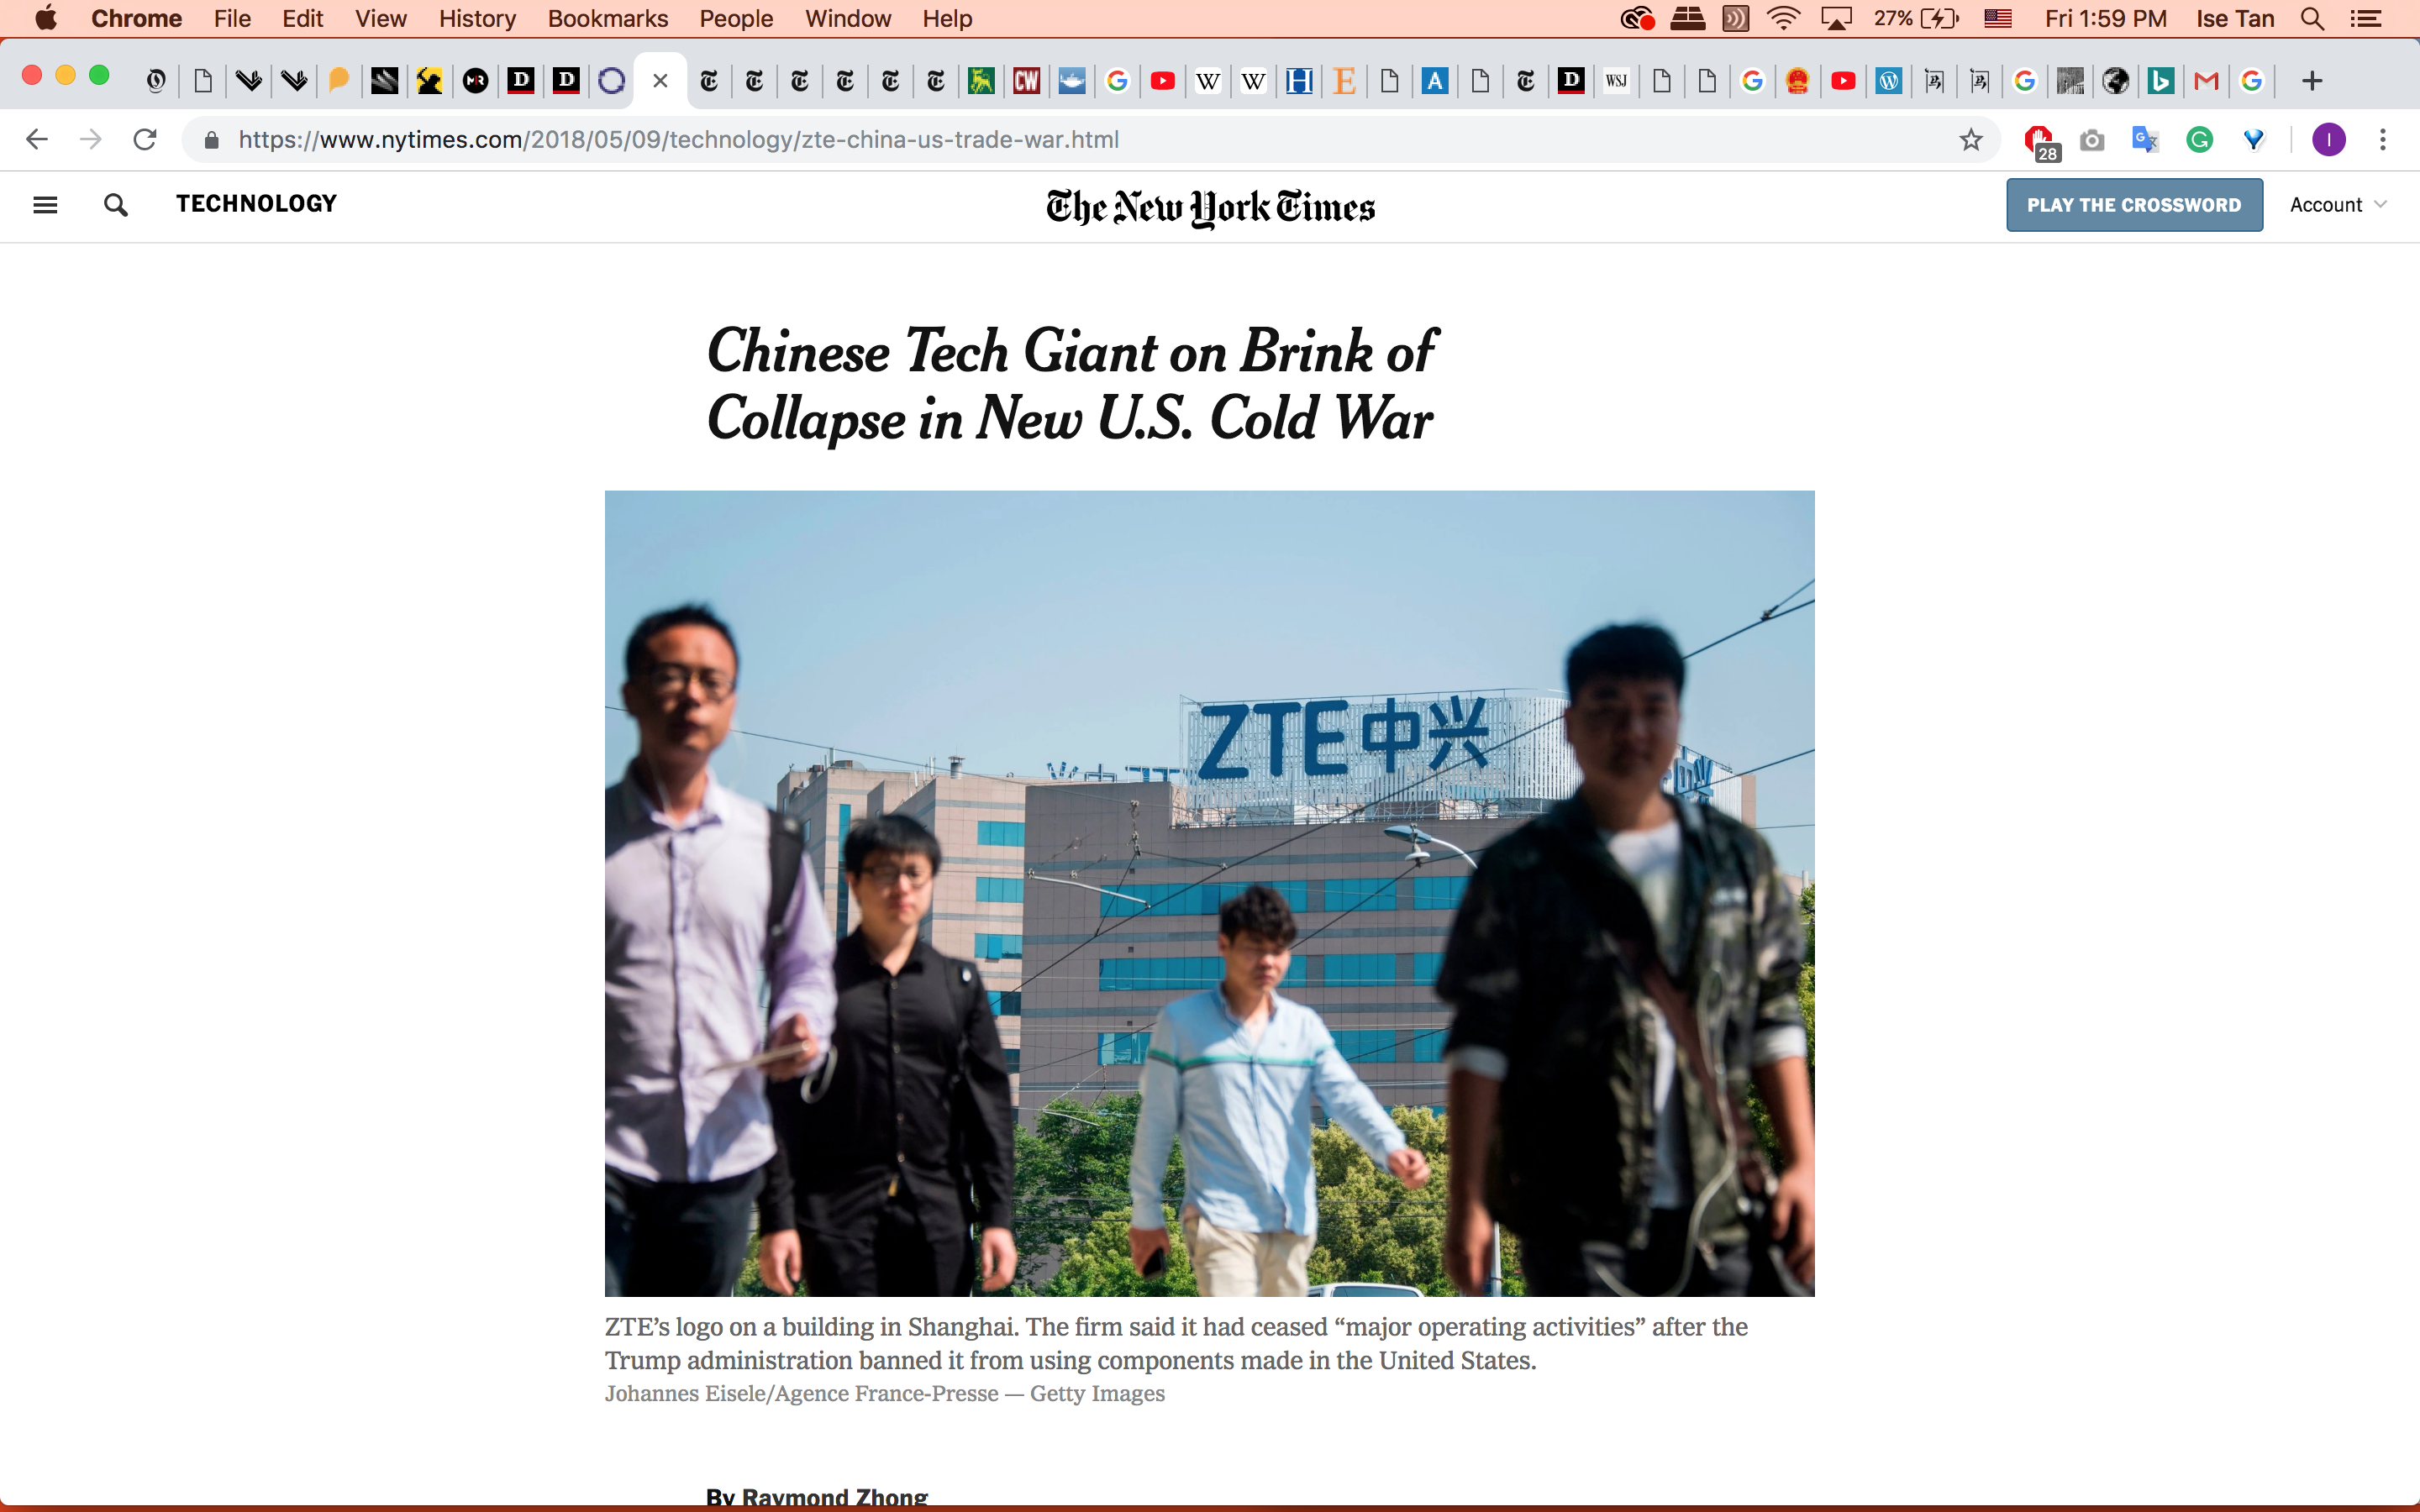 Chrome File Edit View History Bookmarks People Window Help 27% Fri 1:59 PM Ise Tan
https://www.nytimes.com/2018/05/09/technology/zte-china-us-trade-war.html
28
I
TECHNOLOGY
The New York Times
PLAY THE CROSSWORD
Account
Chinese Tech Giant on Brink of
Collapse in New U.S. Cold War
ZTE中兴
ZTE’s logo on a building in Shanghai. The firm said it had ceased “major operating activities” after the
Trump administration banned it from using components made in the United States.
Johannes Eisele/Agence France-Presse — Getty Images
By Raymond Zhong